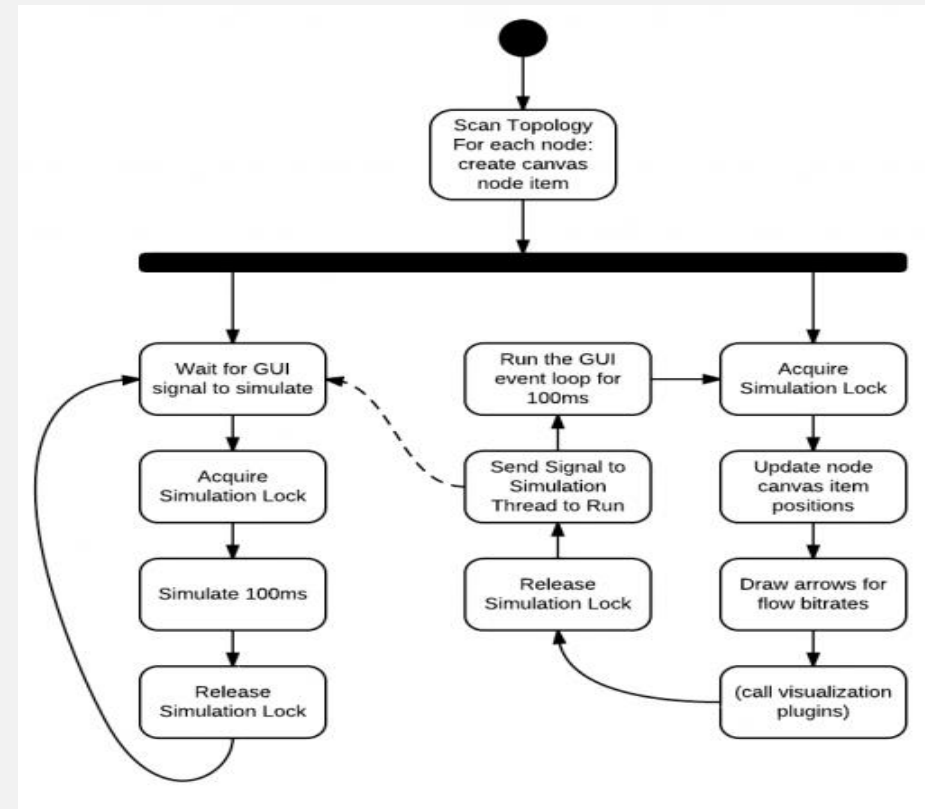 Scan Topology
For each node:
create canvas
node item
Wait for GUI
signal to simulate
Acquire
Simulation Lock
Simulate 100ms
Release
Simulation Lock
Run the GUI
event loop for
100ms
Send Signal to
Simulation
Thread to Run
Release
Simulation Lock
Acquire
Simulation Lock
Update node
canvas item
positions
Draw arrows for
flow bitrates
(call visualization
plugins)